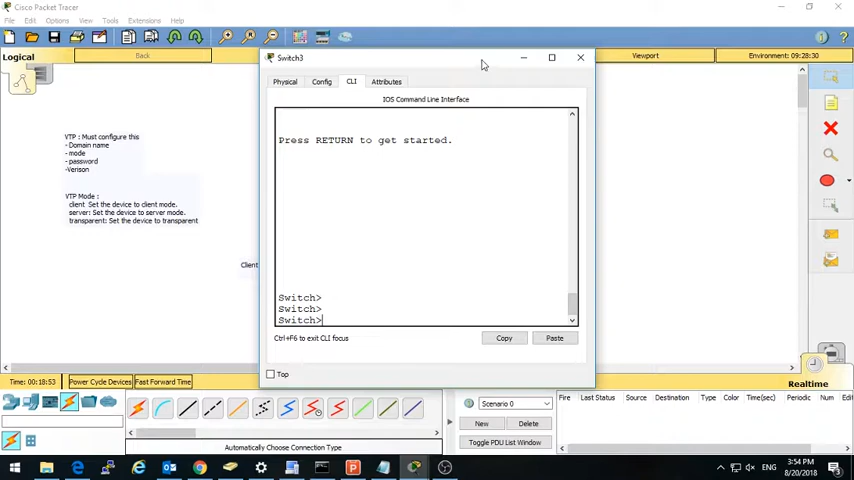 Cisco Packet Tracer
File Options View Tools Extensions Help
Logical
Back
Viewport
Environment: 09:28:30
Switch3
Physical Config CLI Attributes
IOS Command Line Interface
Press RETURN to get started.
Switch>
Switch>
Switch>
Ctrl+F6 to exit CLI focus
Copy
Paste
Top
VTP : Must configure this
- Domain name
- mode
- password
-Verison
VTP Mode :
client Set the device to client mode.
server: Set the device to server mode.
transparent: Set the device to transparent
Client
Time: 00:18:53
Power Cycle Devices
Fast Forward Time
Realtime
Scenario 0
New
Delete
Toggle PDU List Window
Fire Last Status Source Destination Type Color Time(sec) Periodic Num
Automatically Choose Connection Type
ENG
3:54 PM
8/20/2018